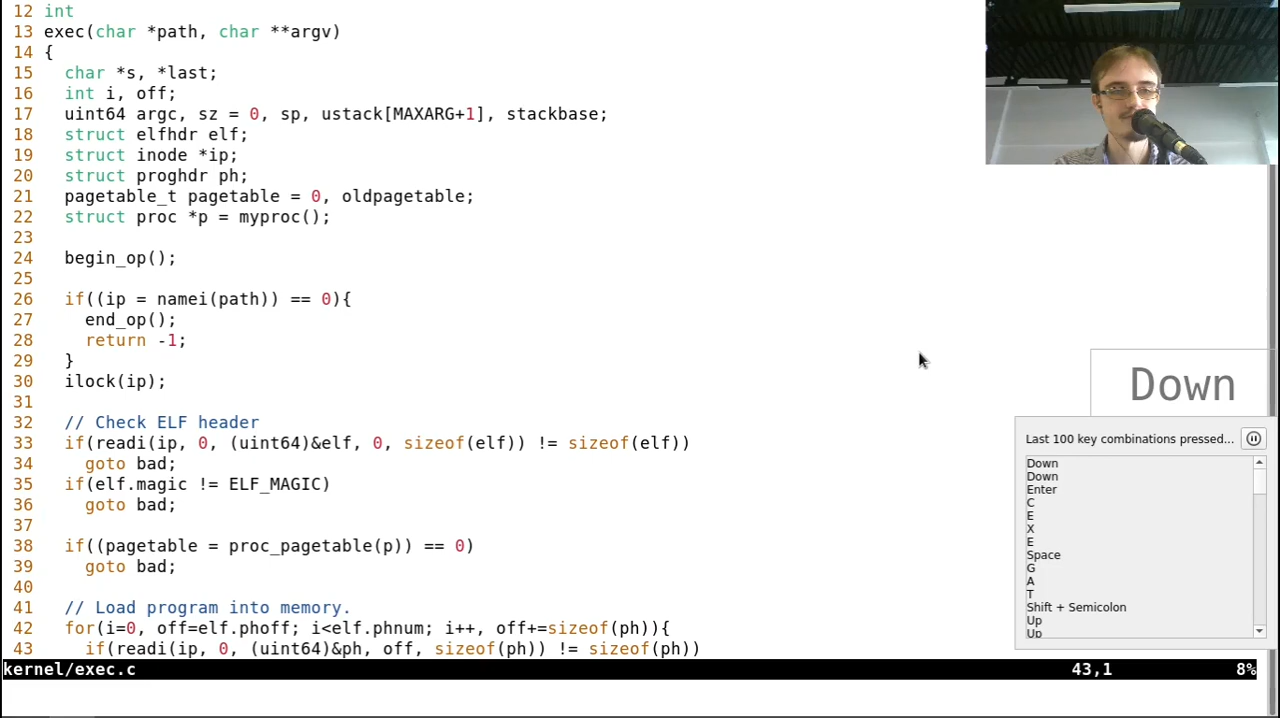 12 int
13 exec(char *path, char **argv)
14 {
15   char *s, *last;
16   int i, off;
17   uint64 argc, sz = 0, sp, ustack[MAXARG+1], stackbase;
18   struct elfhdr elf;
19   struct inode *ip;
20   struct proghdr ph;
21   pagetable_t pagetable = 0, oldpagetable;
22   struct proc *p = myproc();
23
24   begin_op();
25
26   if((ip = namei(path)) == 0){
27     end_op();
28     return -1;
29   }
30   ilock(ip);
31
32   // Check ELF header
33   if(readi(ip, 0, (uint64)&elf, 0, sizeof(elf)) != sizeof(elf))
34     goto bad;
35   if(elf.magic != ELF_MAGIC)
36     goto bad;
37
38   if((pagetable = proc_pagetable(p)) == 0)
39     goto bad;
40
41   // Load program into memory.
42   for(i=0, off=elf.phoff; i<elf.phnum; i++, off+=sizeof(ph)){
43     if(readi(ip, 0, (uint64)&ph, off, sizeof(ph)) != sizeof(ph))
kernel/exec.c 43,1 8%
Down
Last 100 key combinations pressed...
Down
Down
Enter
C
E
X
E
Space
G
A
T
Shift + Semicolon
Up
Up